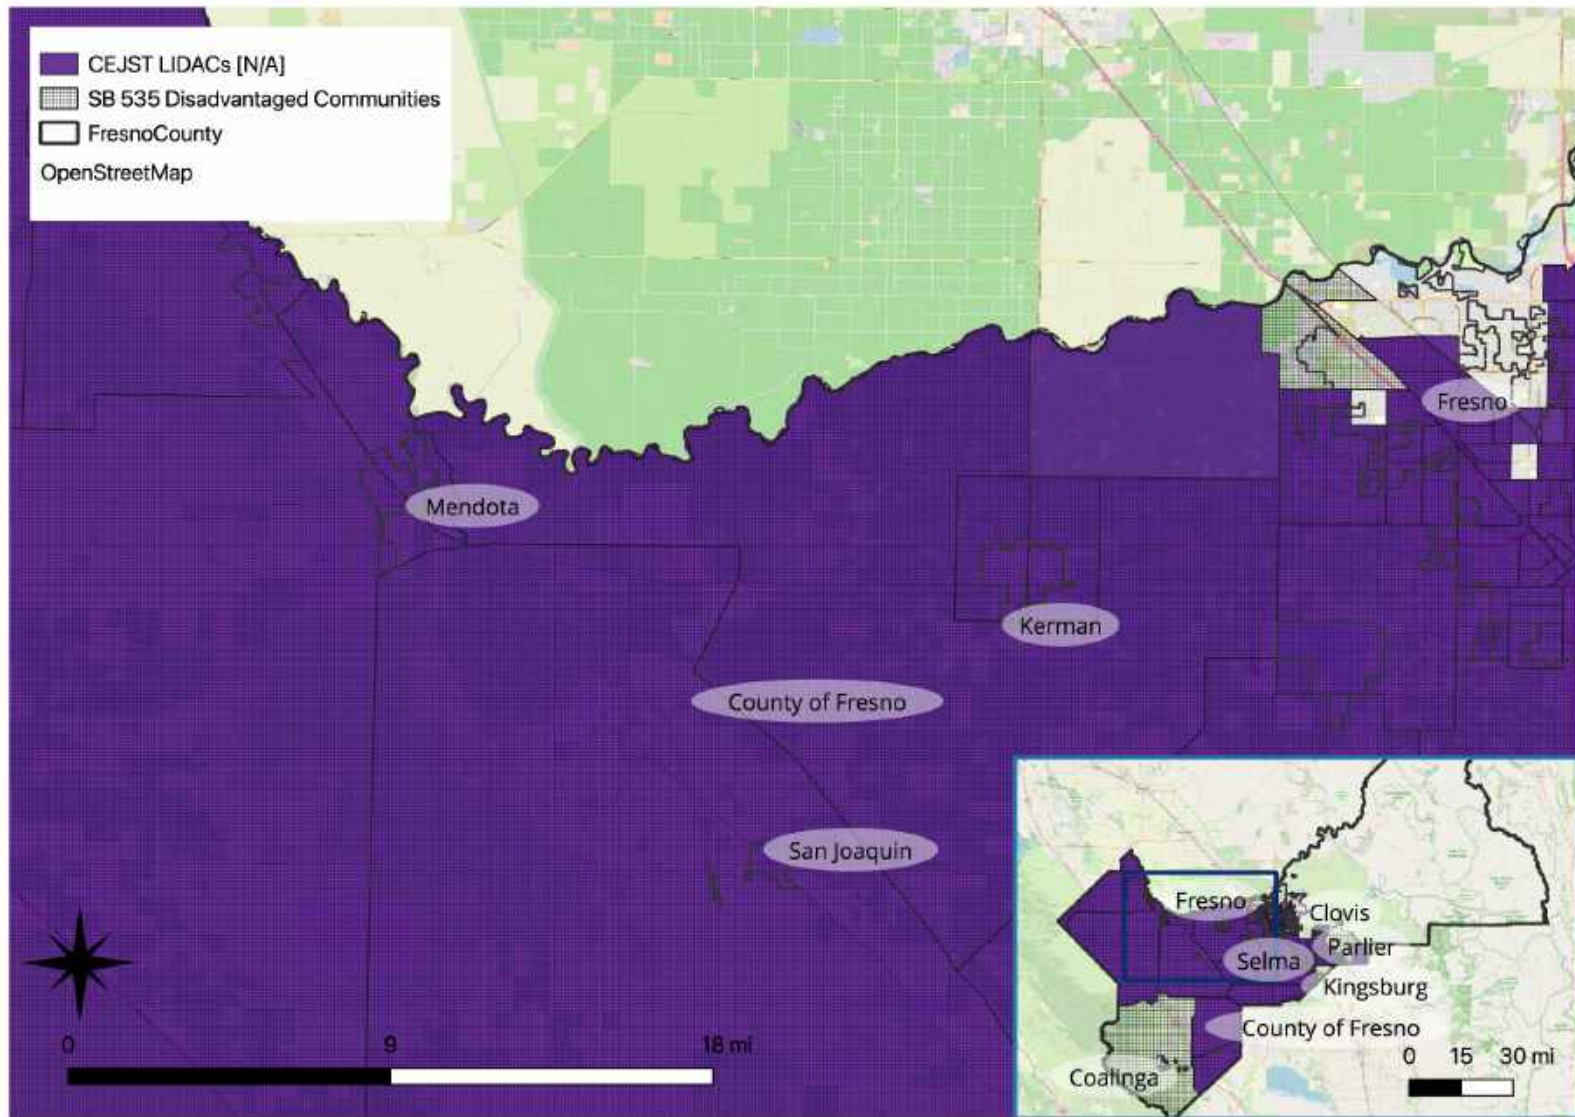 CEJST LIDACs [N/A]
SB 535 Disadvantaged Communities
FresnoCounty
OpenStreetMap
Fresno
Mendota
Kerman
County of Fresno
San Joaquin
0 9 18 mi
Fresno
Clovis
Parlier
Selma
Kingsburg
County of Fresno
Coalinga
0 15 30 mi